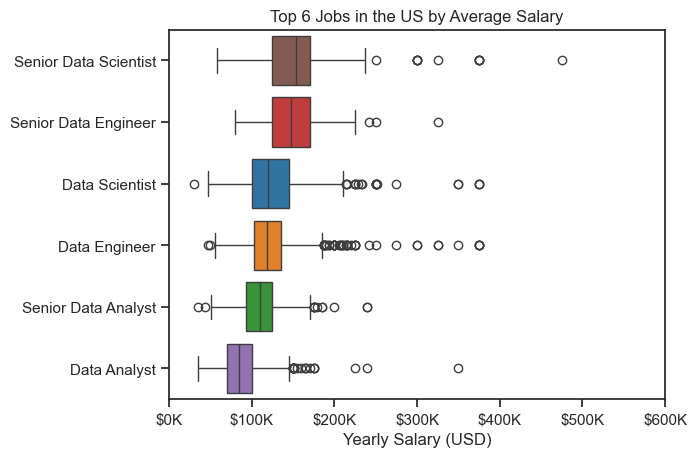 Top 6 Jobs in the US by Average Salary
Senior Data Scientist
Senior Data Engineer
Data Scientist
Data Engineer
Senior Data Analyst
Data Analyst
$0K $100K $200K $300K $400K $500K $600K
Yearly Salary (USD)